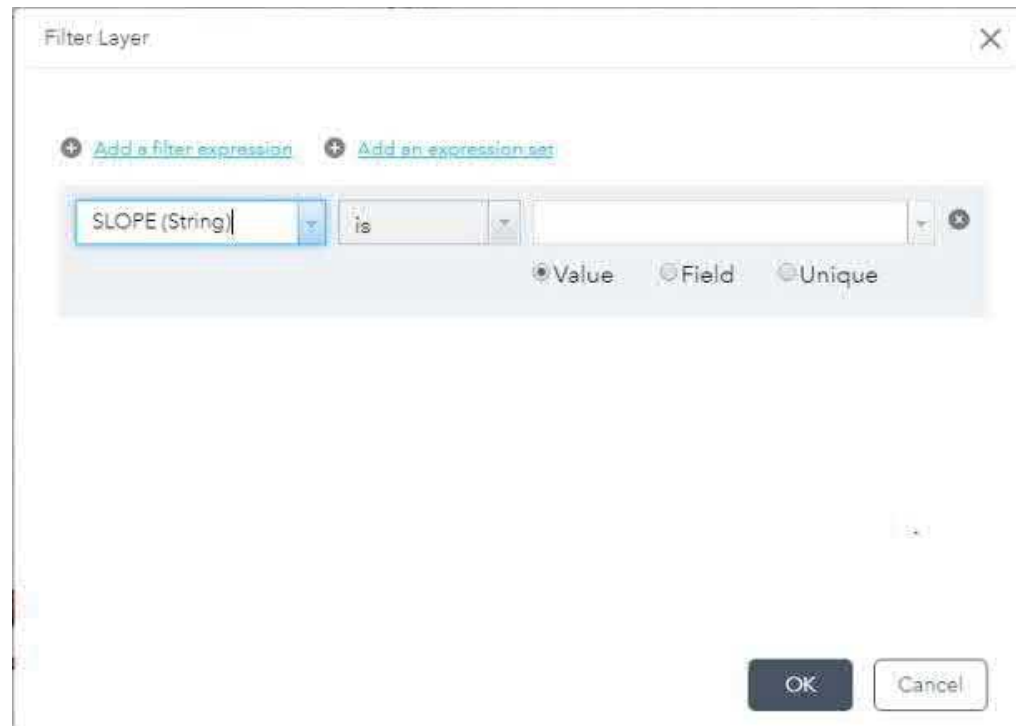 Filter Layer
Add a filter expression Add an expression set
SLOPE (String) is
Value Field Unique
OK Cancel